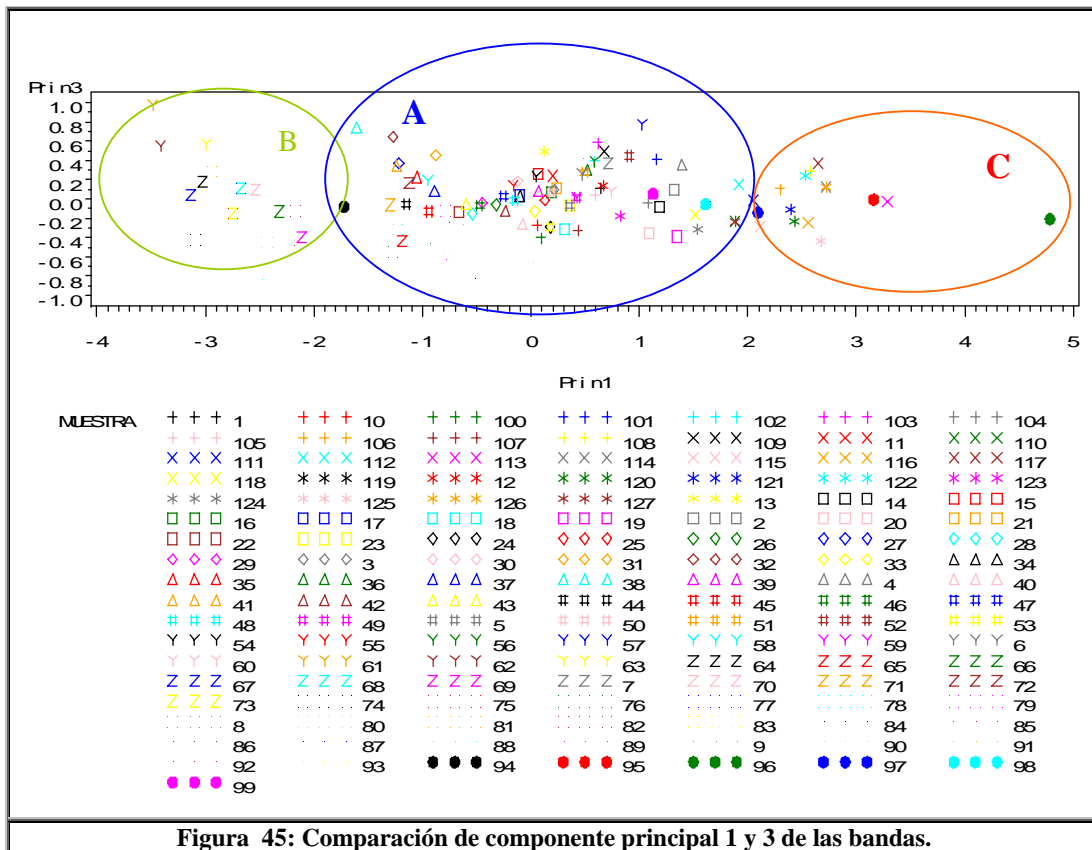 Prin3
A
B
C
1.0
0.8
0.6
0.4
0.2
0.0
-0.2
-0.4
-0.6
-0.8
-1.0
-4 -3 -2 -1 0 1 2 3 4 5
Prin1
MUESTRA 1 10 100 101 102 103 104
105 106 107 108 109 11 110
111 112 113 114 115 116 117
118 119 12 120 121 122 123
124 125 126 127 13 14 15
16 17 18 19 2 20 21
22 23 24 25 26 27 28
29 3 30 31 32 33 34
35 36 37 38 39 4 40
41 42 43 44 45 46 47
48 49 5 50 51 52 53
54 55 56 57 58 59 6
60 61 62 63 64 65 66
67 68 69 7 70 71 72
73 74 75 76 77 78 79
8 80 81 82 83 84 85
86 87 88 89 9 90 91
92 93 94 95 96 97 98
99
Figura 45: Comparación de componente principal 1 y 3 de las bandas.